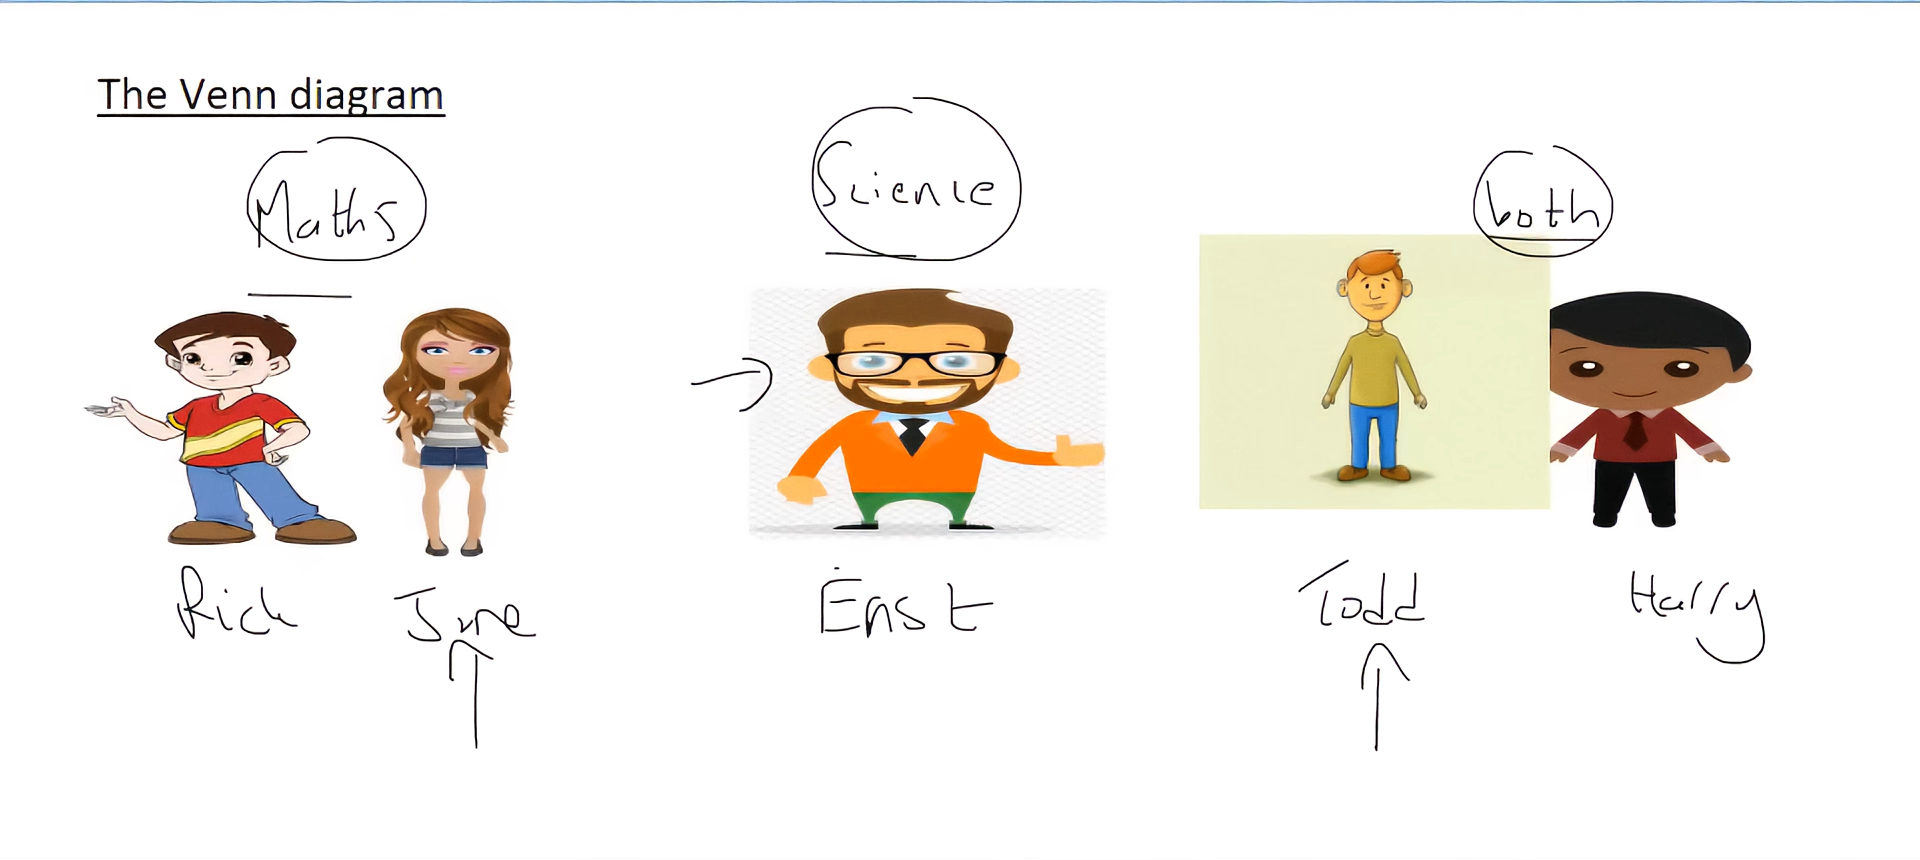 The Venn diagram
Maths
Science
both
Rick
June
Todd
Harry